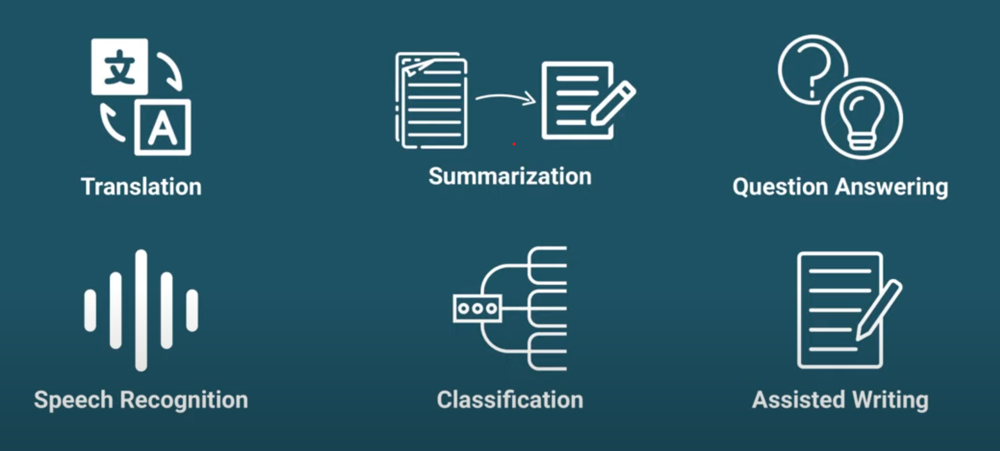 文
A
Translation
Summarization
?
Question Answering
Speech Recognition
Classification
Assisted Writing